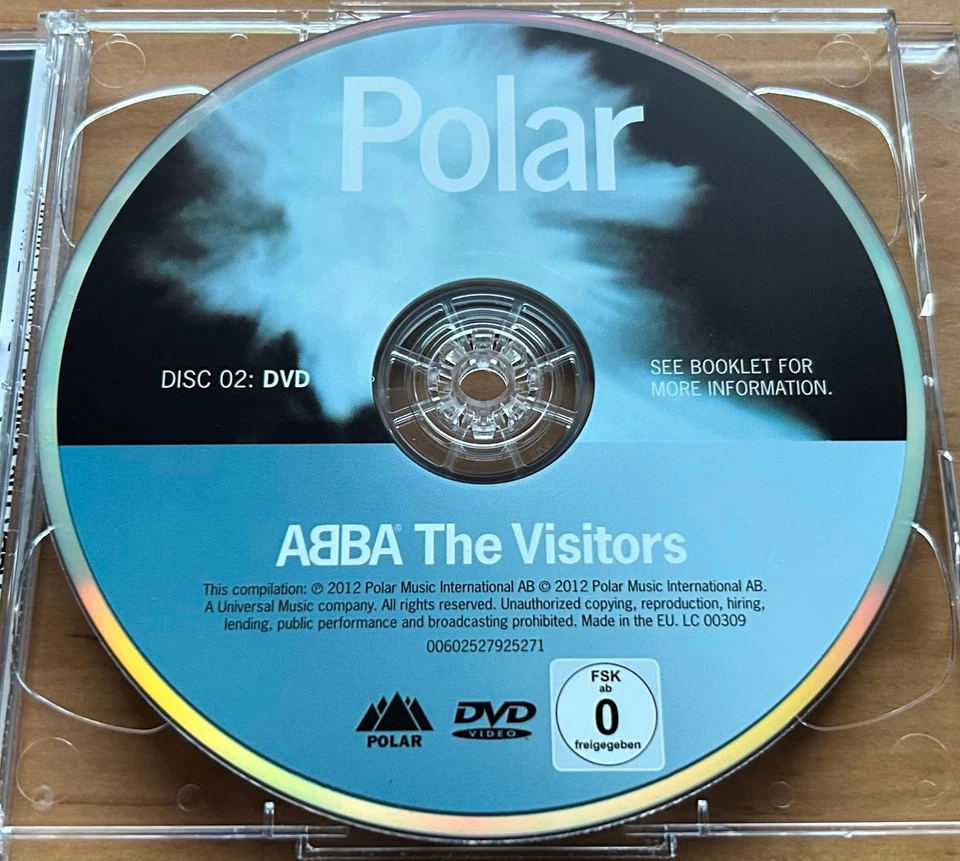 Polar
DISC 02: DVD
SEE BOOKLET FOR
MORE INFORMATION.
ABBA® The Visitors
This compilation: ℗ 2012 Polar Music International AB © 2012 Polar Music International AB.
A Universal Music company. All rights reserved. Unauthorized copying, reproduction, hiring,
lending, public performance and broadcasting prohibited. Made in the EU. LC 00309
00602527925271
POLAR
DVD
VIDEO
FSK
ab
0
freigegeben